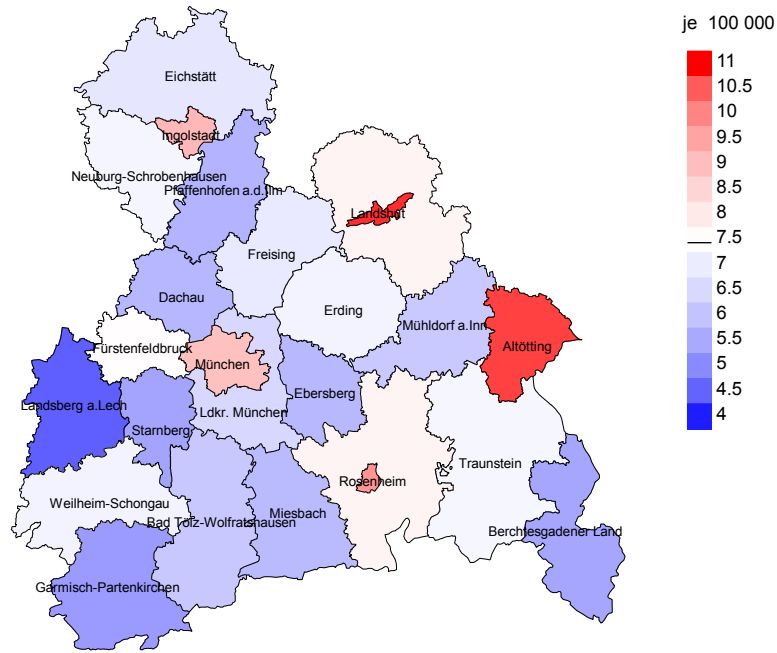 je 100 000
11
10.5
10
9.5
9
8.5
8
7.5
7
6.5
6
5.5
5
4.5
4
Eichstätt
Ingolstadt
Neuburg-Schrobenhausen
Pfaffenhofen a.d.Ilm
Landshut
Freising
Dachau
Erding
Mühldorf a.Inn
Fürstenfeldbruck
Altötting
München
Ebersberg
Landsberg a.Lech
Ldkr. München
Starnberg
Traunstein
Rosenheim
Weilheim-Schongau
Miesbach
Bad Tölz-Wolfratshausen
Berchtesgadener Land
Garmisch-Partenkirchen